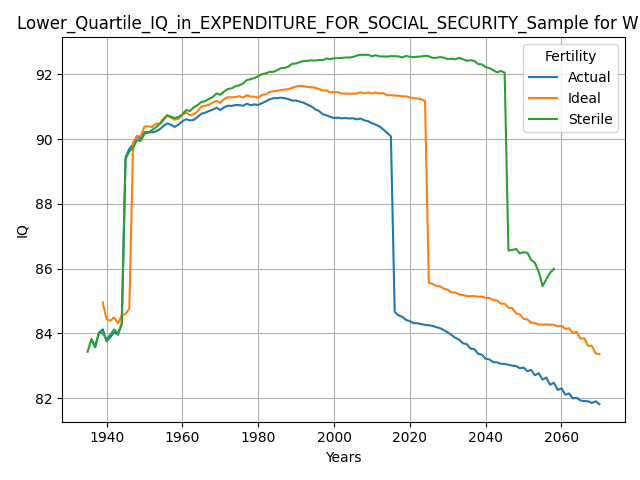 Lower_Quartile_IQ_in_EXPENDITURE_FOR_SOCIAL_SECURITY_Sample for W
Fertility
Actual
Ideal
Sterile
IQ
92
90
88
86
84
82
1940
1960
1980
2000
2020
2040
2060
Years